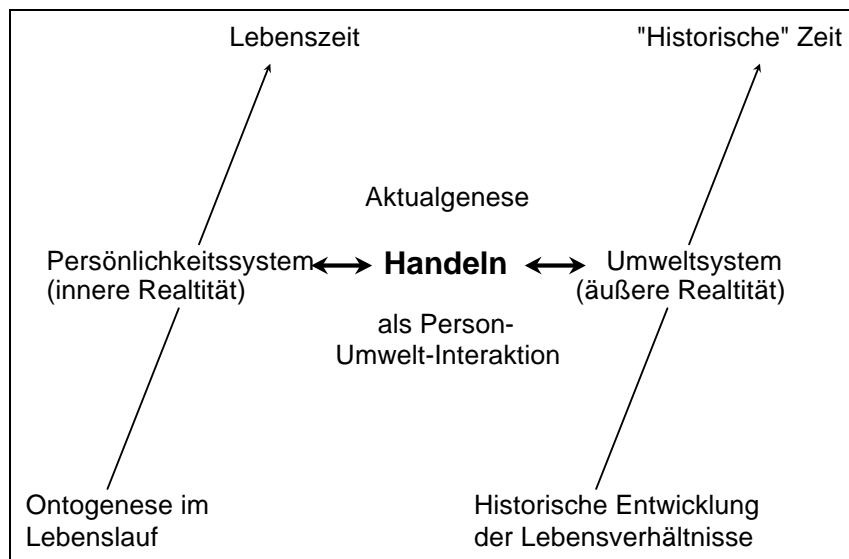 Lebenszeit
"Historische" Zeit
Aktualgenese
Persönlichkeitssystem
(innere Realtität)
Handeln
Umweltsystem
(äußere Realtität)
als Person-
Umwelt-Interaktion
Ontogenese im
Lebenslauf
Historische Entwicklung
der Lebensverhältnisse